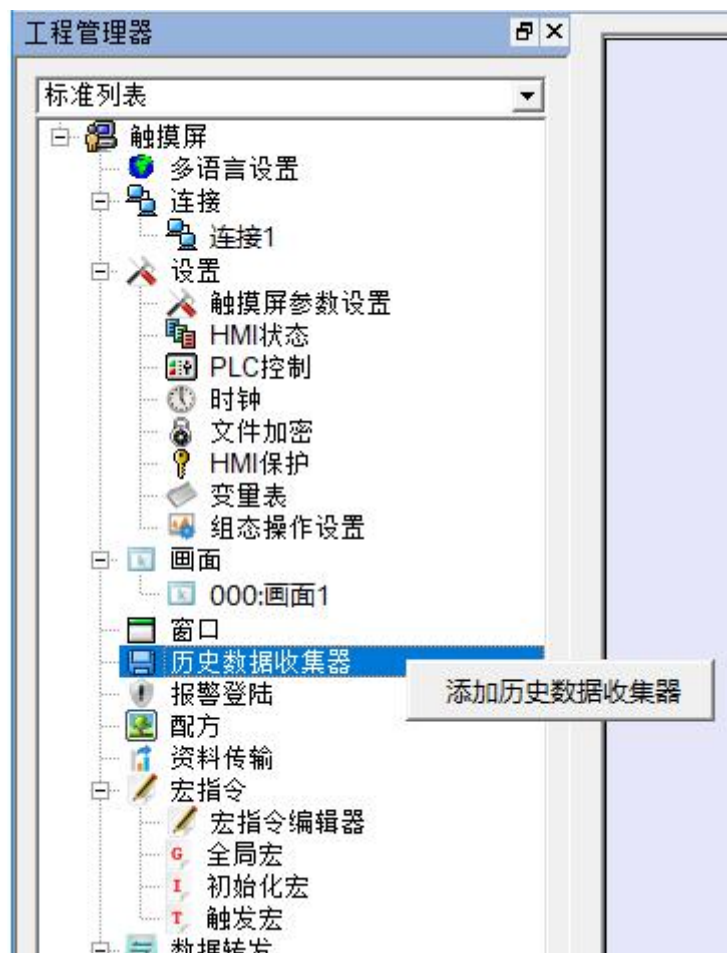 工程管理器
标准列表
触摸屏
多语言设置
连接
连接1
设置
触摸屏参数设置
HMI状态
PLC控制
时钟
文件加密
HMI保护
变量表
组态操作设置
画面
000:画面1
窗口
历史数据收集器
添加历史数据收集器
报警登陆
配方
资料传输
宏指令
宏指令编辑器
G 全局宏
I 初始化宏
T 触发宏
数据转发